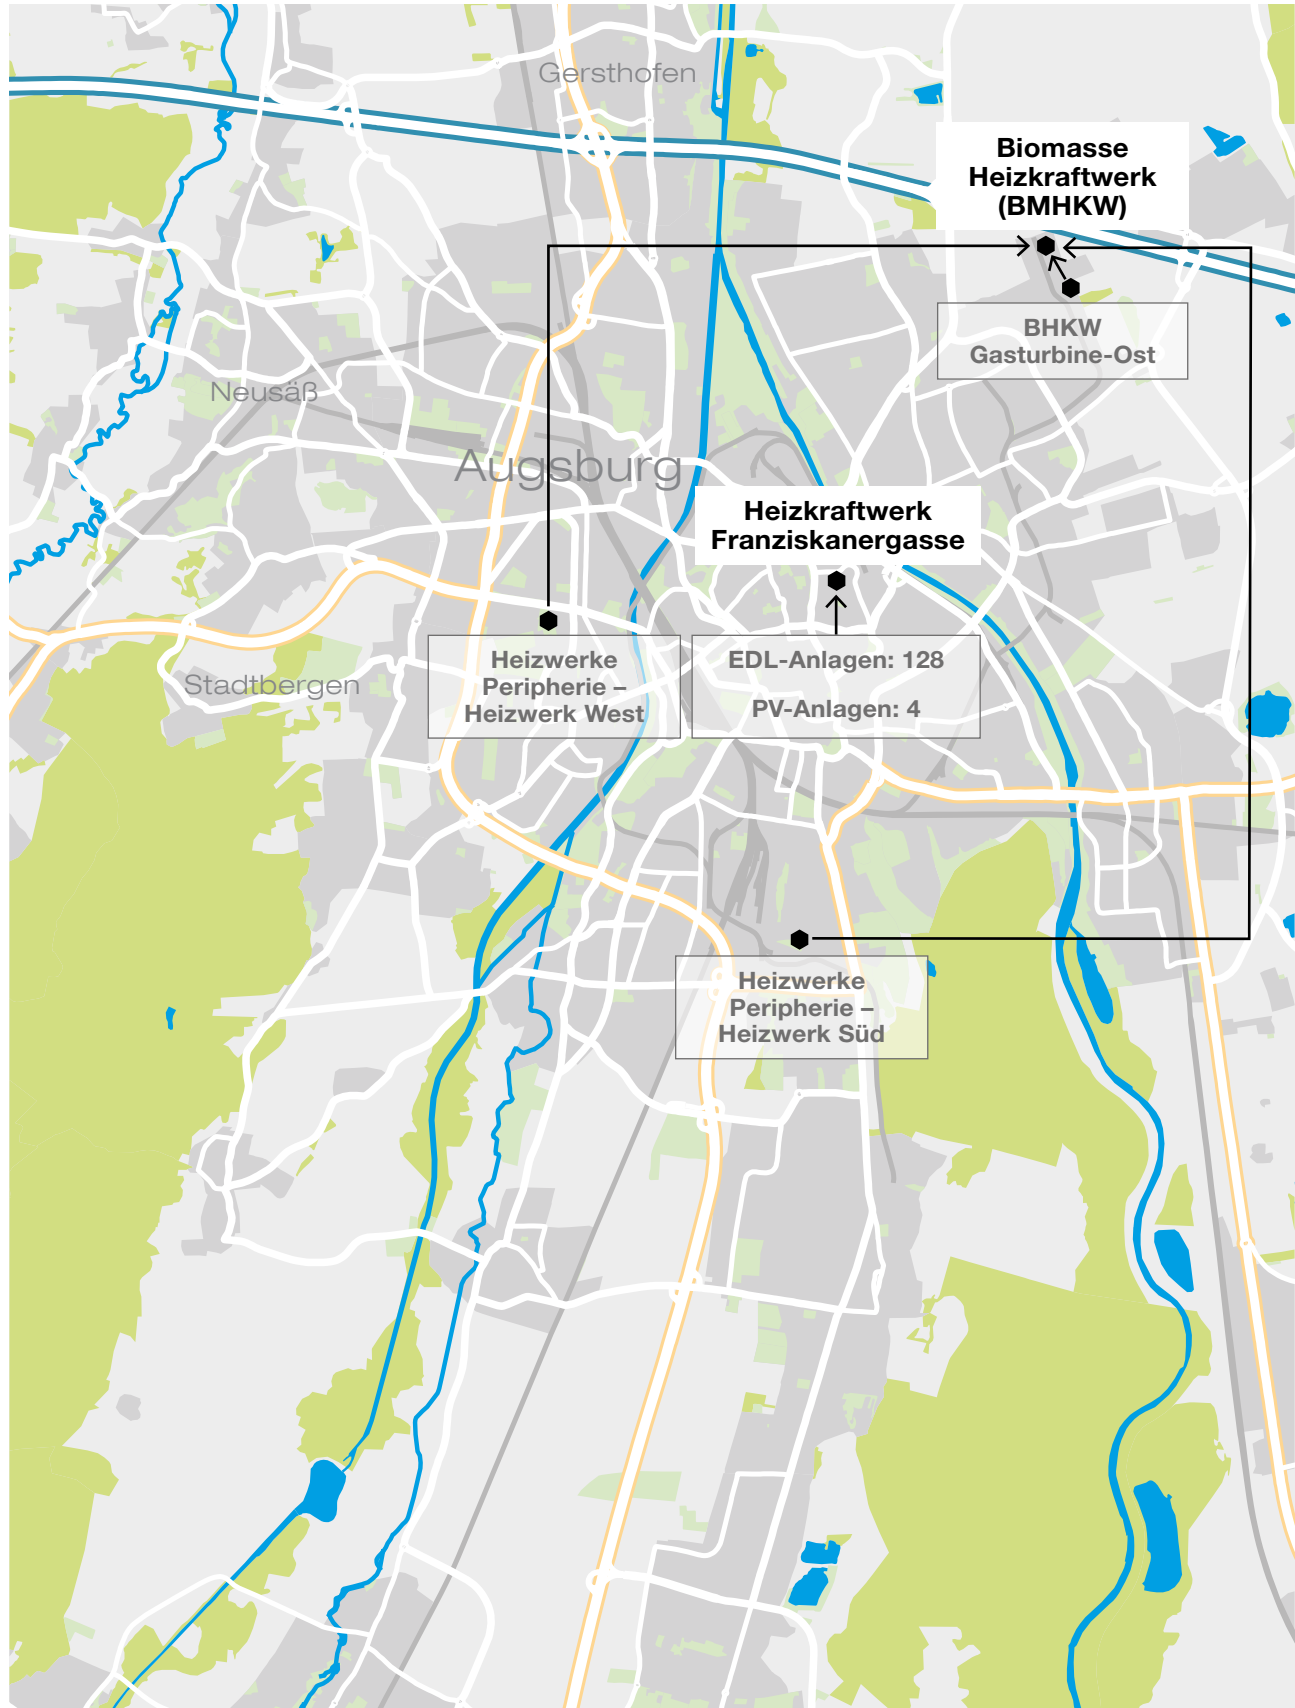 Gersthofen
Biomasse
Heizkraftwerk
(BMHKW)
BHKW
Gasturbine-Ost
Neusäß
Augsburg
Heizkraftwerk
Franziskanergasse
Heizwerke
Peripherie –
Heizwerk West
EDL-Anlagen: 128
PV-Anlagen: 4
Stadtbergen
Heizwerke
Peripherie –
Heizwerk Süd